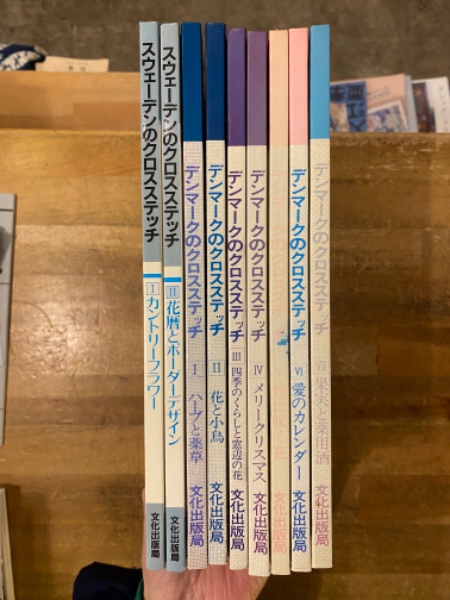 スウェーデンのクロスステッチ Ⅰ カントリーフラワー 文化出版局
スウェーデンのクロスステッチ Ⅱ 花暦とボーダーデザイン 文化出版局
デンマークのクロスステッチ Ⅰ ハーブと薬草 文化出版局
デンマークのクロスステッチ Ⅱ 花と小鳥 文化出版局
デンマークのクロスステッチ Ⅲ 四季のくらしと窓辺の花 文化出版局
デンマークのクロスステッチ Ⅳ メリークリスマス 文化出版局
文化出版局
デンマークのクロスステッチ Ⅵ 愛のカレンダー 文化出版局
デンマークのクロスステッチ Ⅶ 果実と薬用酒 文化出版局